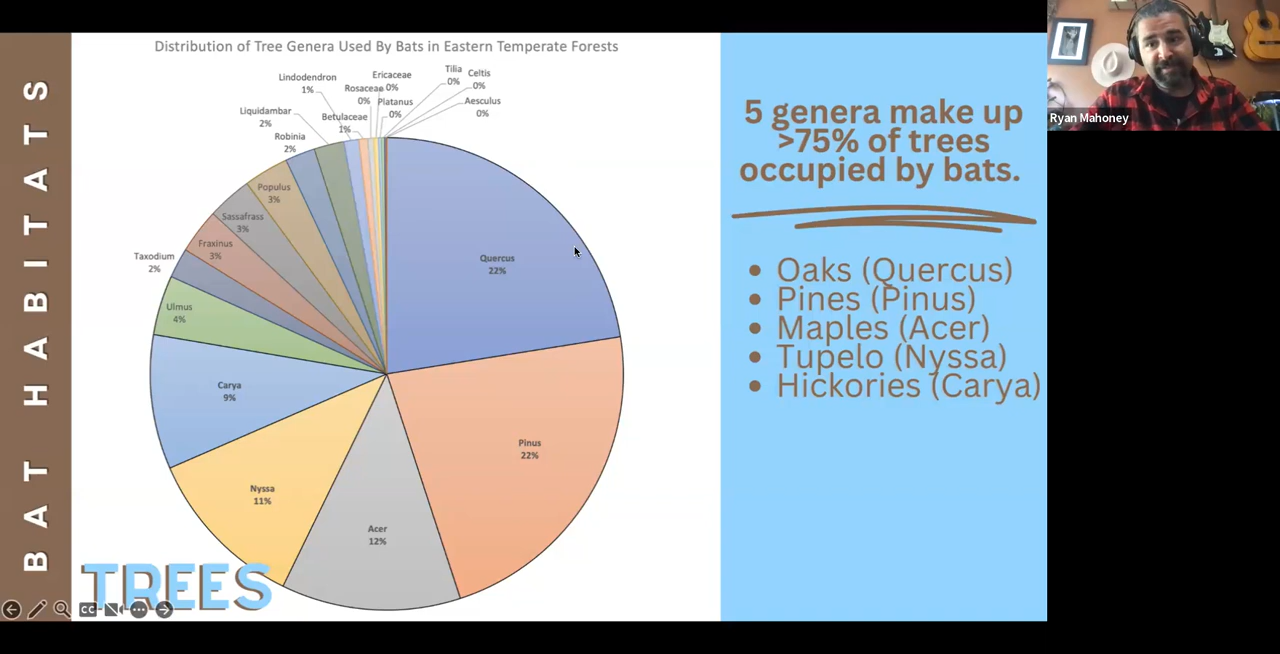 BAT HABITATS
Distribution of Tree Genera Used By Bats in Eastern Temperate Forests
Quercus
22%
Pinus
22%
Acer
12%
Nyssa
11%
Carya
9%
Ulmus
4%
Taxodium
2%
Fraxinus
3%
Sassafrass
3%
Populus
3%
Robinia
2%
Liquidambar
2%
Lindodendron
1%
Betulaceae
1%
Rosaceae
0%
Ericaceae
0%
Platanus
0%
Tilia
0%
Celtis
0%
Aesculus
0%
TREES
CC
5 genera make up
>75% of trees
occupied by bats.
• Oaks (Quercus)
• Pines (Pinus)
• Maples (Acer)
• Tupelo (Nyssa)
• Hickories (Carya)
Ryan Mahoney